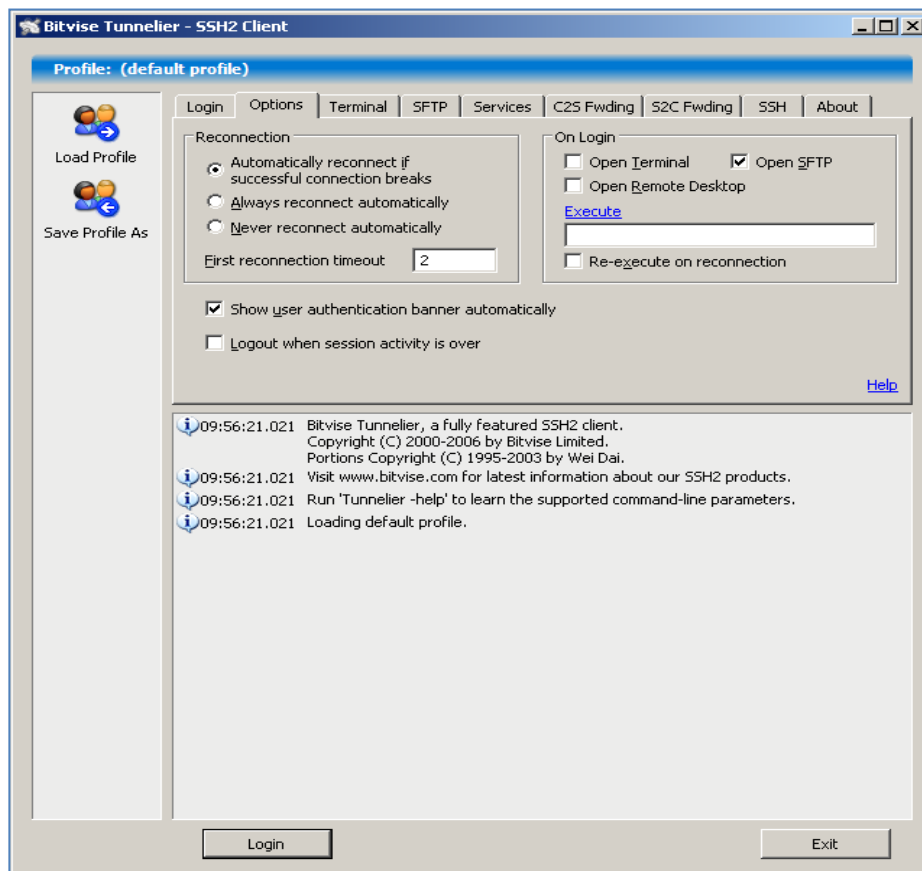 Bitvise Tunnelier - SSH2 Client
Profile: (default profile)
Load Profile
Save Profile As
Login Options Terminal SFTP Services C2S Fwding S2C Fwding SSH About
Reconnection
Automatically reconnect if
successful connection breaks
Always reconnect automatically
Never reconnect automatically
First reconnection timeout 2
On Login
Open Terminal Open SFTP
Open Remote Desktop
Execute
Re-execute on reconnection
Show user authentication banner automatically
Logout when session activity is over
Help
09:56:21.021 Bitvise Tunnelier, a fully featured SSH2 client.
Copyright (C) 2000-2006 by Bitvise Limited.
Portions Copyright (C) 1995-2003 by Wei Dai.
09:56:21.021 Visit www.bitvise.com for latest information about our SSH2 products.
09:56:21.021 Run 'Tunnelier -help' to learn the supported command-line parameters.
09:56:21.021 Loading default profile.
Login Exit